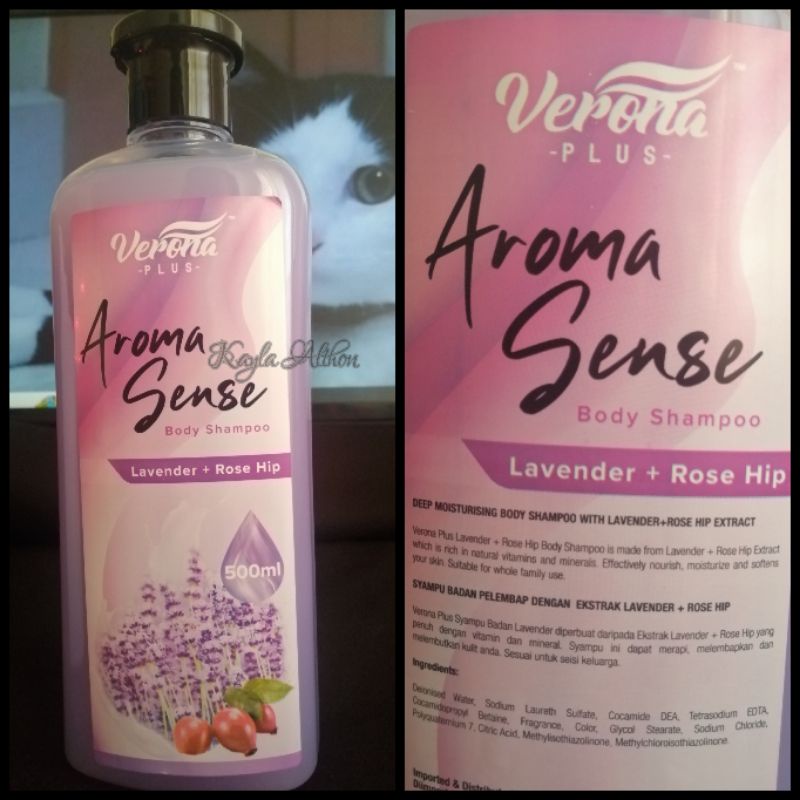 Verona
-PLUS-
Aroma
Sense
Body Shampoo
Lavender + Rose Hip
500ml
Kayla Althon
Verona™
-PLUS-
Aroma
Sense
Body Shampoo
Lavender + Rose Hip
DEEP MOISTURISING BODY SHAMPOO WITH LAVENDER+ROSE HIP EXTRACT
Verona Plus Lavender + Rose Hip Body Shampoo is made from Lavender + Rose Hip Extract
which is rich in natural vitamins and minerals. Effectively nourish, moisturize and softens
your skin. Suitable for whole family use.
SYAMPU BADAN PELEMBAP DENGAN EKSTRAK LAVENDER + ROSE HIP
Verona Plus Syampu Badan Lavender diperbuat daripada Ekstrak Lavender + Rose Hip yang
penuh dengan vitamin dan mineral. Syampu ini dapat merapi, melembapkan dan
melembutkan kulit anda. Sesuai untuk seisi keluarga.
Ingredients:
Deionised Water, Sodium Laureth Sulfate, Cocamide DEA, Tetrasodium EDTA,
Cocamidopropyl Betaine, Fragrance, Color, Glycol Stearate, Sodium Chloride,
Polyquaternium 7, Citric Acid, Methylisothiazolinone, Methylchloroisothiazolinone.
Imported & Distrib